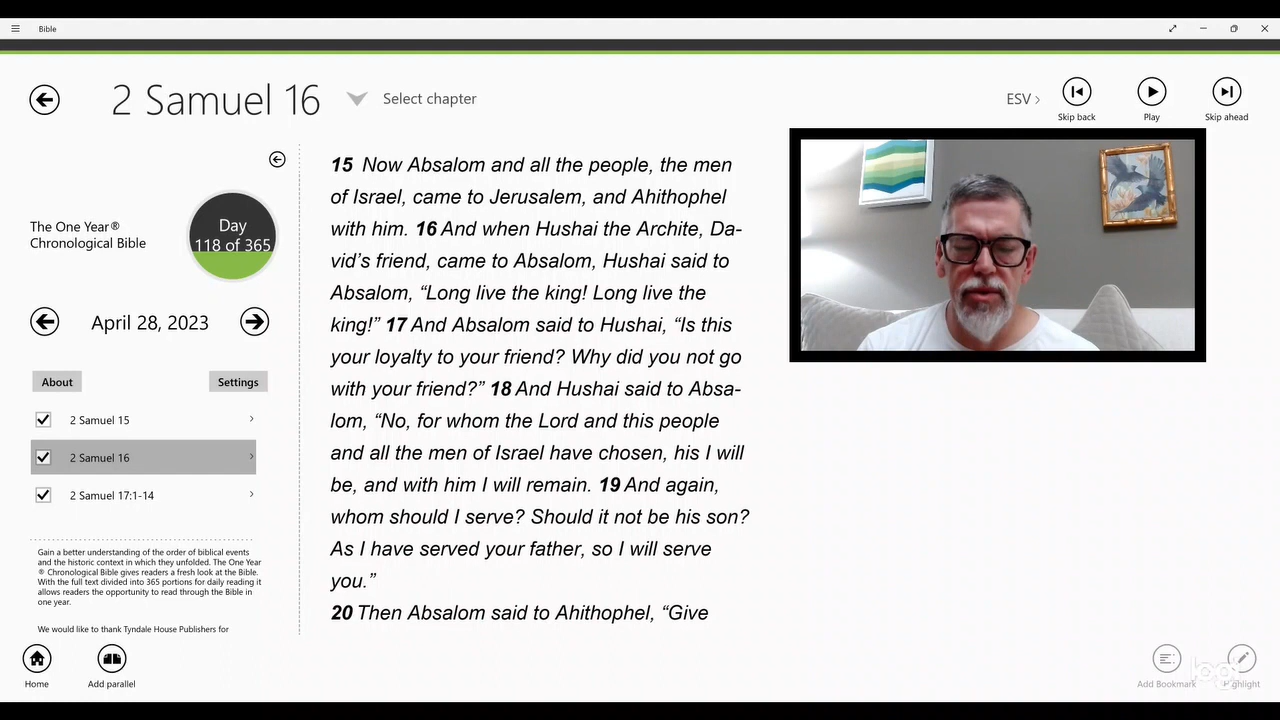 Bible
2 Samuel 16
Select chapter
ESV
Skip back
Play
Skip ahead
The One Year®
Chronological Bible
Day
118 of 365
April 28, 2023
About
Settings
2 Samuel 15
2 Samuel 16
2 Samuel 17:1-14
Gain a better understanding of the order of biblical events
and the historic context in which they unfolded. The One Year
® Chronological Bible gives readers a fresh look at the Bible.
With the full text divided into 365 portions for daily reading it
allows readers the opportunity to read through the Bible in
one year.
We would like to thank Tyndale House Publishers for
15 Now Absalom and all the people, the men
of Israel, came to Jerusalem, and Ahithophel
with him. 16 And when Hushai the Archite, Da-
vid’s friend, came to Absalom, Hushai said to
Absalom, “Long live the king! Long live the
king!” 17 And Absalom said to Hushai, “Is this
your loyalty to your friend? Why did you not go
with your friend?” 18 And Hushai said to Absa-
lom, “No, for whom the Lord and this people
and all the men of Israel have chosen, his I will
be, and with him I will remain. 19 And again,
whom should I serve? Should it not be his son?
As I have served your father, so I will serve
you.”
20 Then Absalom said to Ahithophel, “Give
Home
Add parallel
Add Bookmark
Highlight
logi